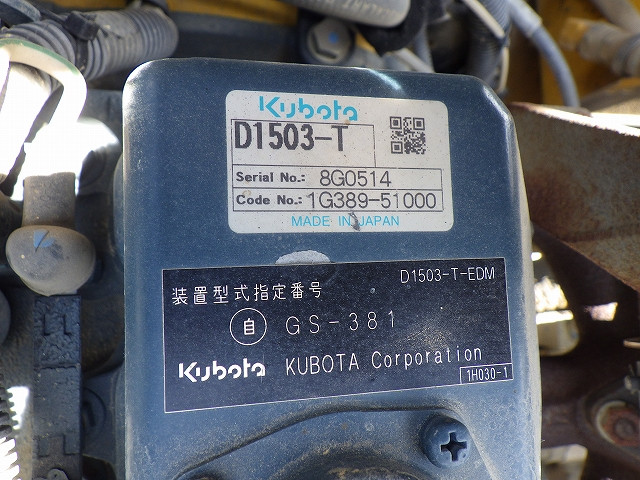 Kubota
D1503-T
Serial No.: 8G0514
Code No.: 1G389-51000
MADE IN JAPAN
D1503-T-EDM
装置型式指定番号
自 GS-381
Kubota KUBOTA Corporation
1H030-1